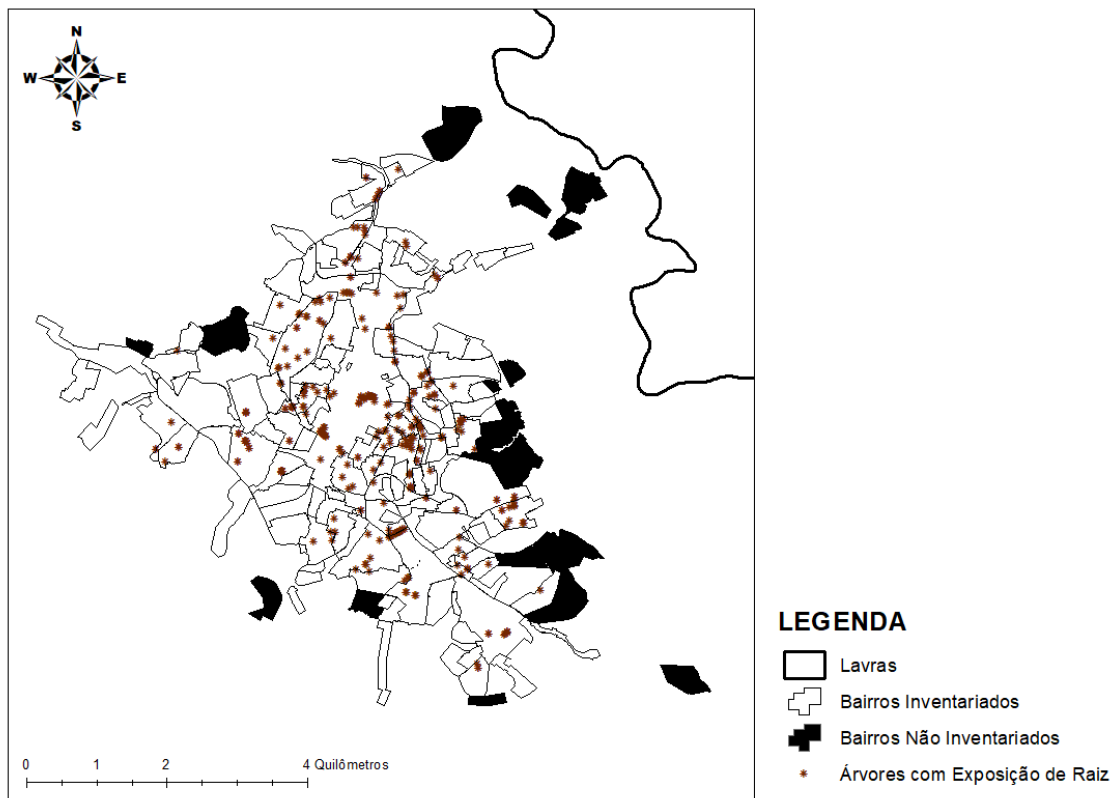 N
W E
S
LEGENDA
Lavras
Bairros Inventariados
Bairros Não Inventariados
Árvores com Exposição de Raiz
0 1 2 4 Quilômetros